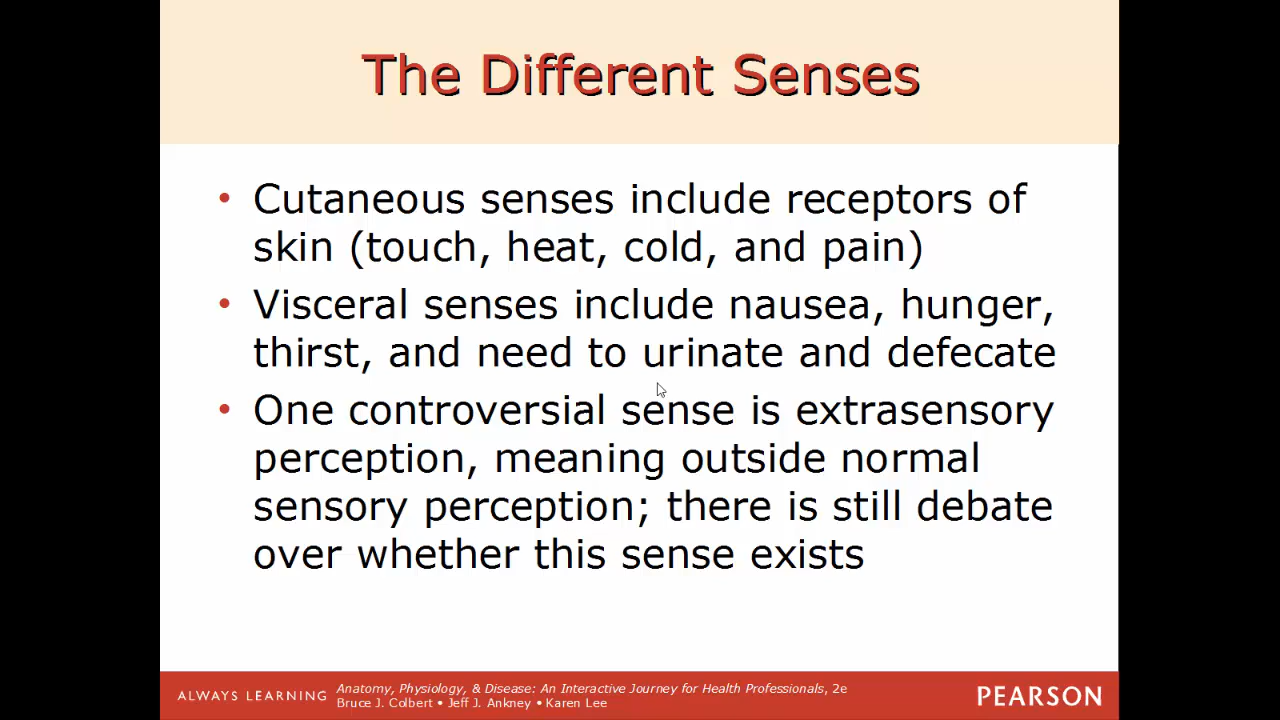 The Different Senses
• Cutaneous senses include receptors of
skin (touch, heat, cold, and pain)
• Visceral senses include nausea, hunger,
thirst, and need to urinate and defecate
• One controversial sense is extrasensory
perception, meaning outside normal
sensory perception; there is still debate
over whether this sense exists
ALWAYS LEARNING
Anatomy, Physiology, & Disease: An Interactive Journey for Health Professionals, 2e
Bruce J. Colbert • Jeff J. Ankney • Karen Lee
PEARSON